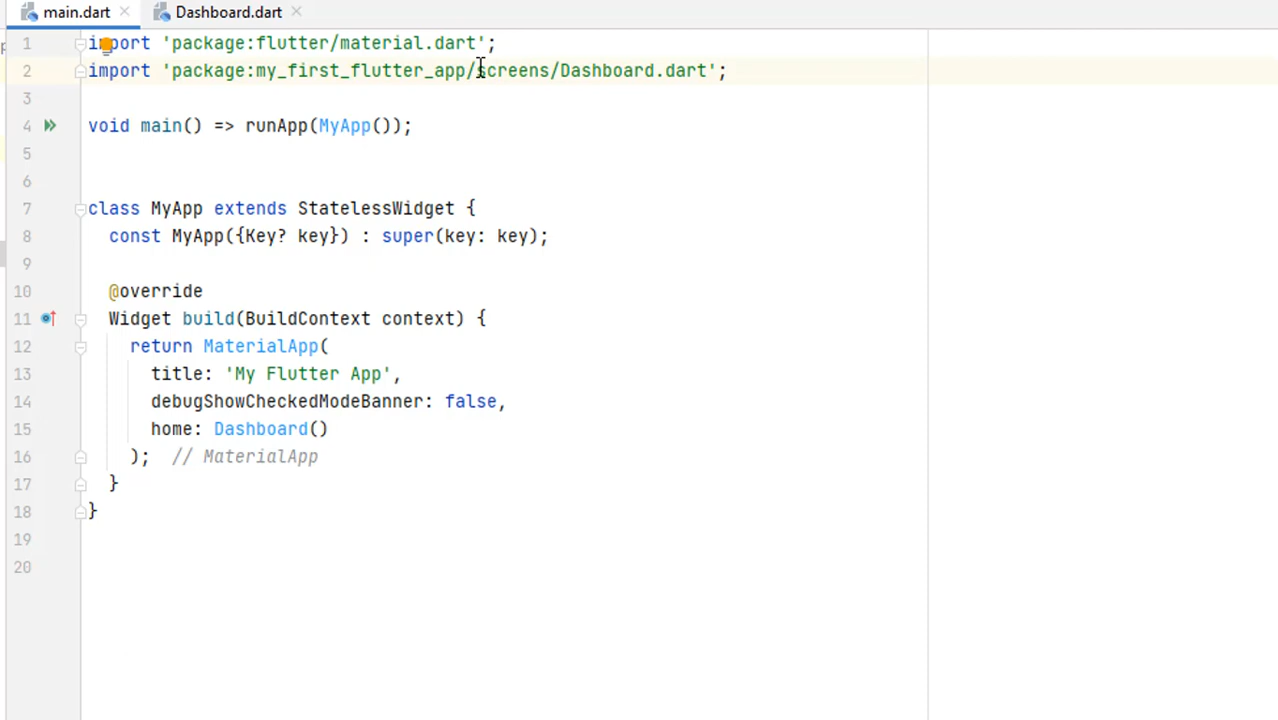 main.dart
Dashboard.dart
1 import 'package:flutter/material.dart';
2 import 'package:my_first_flutter_app/screens/Dashboard.dart';
3
4 void main() => runApp(MyApp());
5
6
7 class MyApp extends StatelessWidget {
8 const MyApp({Key? key}) : super(key: key);
9
10 @override
11 Widget build(BuildContext context) {
12 return MaterialApp(
13 title: 'My Flutter App',
14 debugShowCheckedModeBanner: false,
15 home: Dashboard()
16 ); // MaterialApp
17 }
18 }
19
20